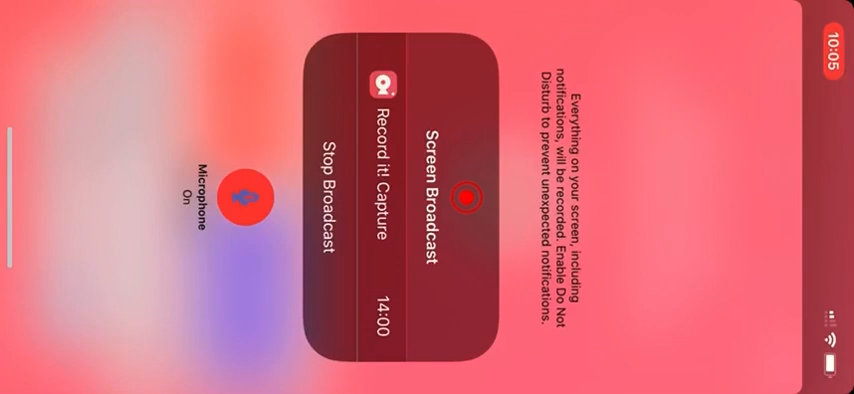 10:05
Everything on your screen, including
notifications, will be recorded. Enable Do Not
Disturb to prevent unexpected notifications.
Screen Broadcast
Record it! Capture 14:00
Stop Broadcast
Microphone
On